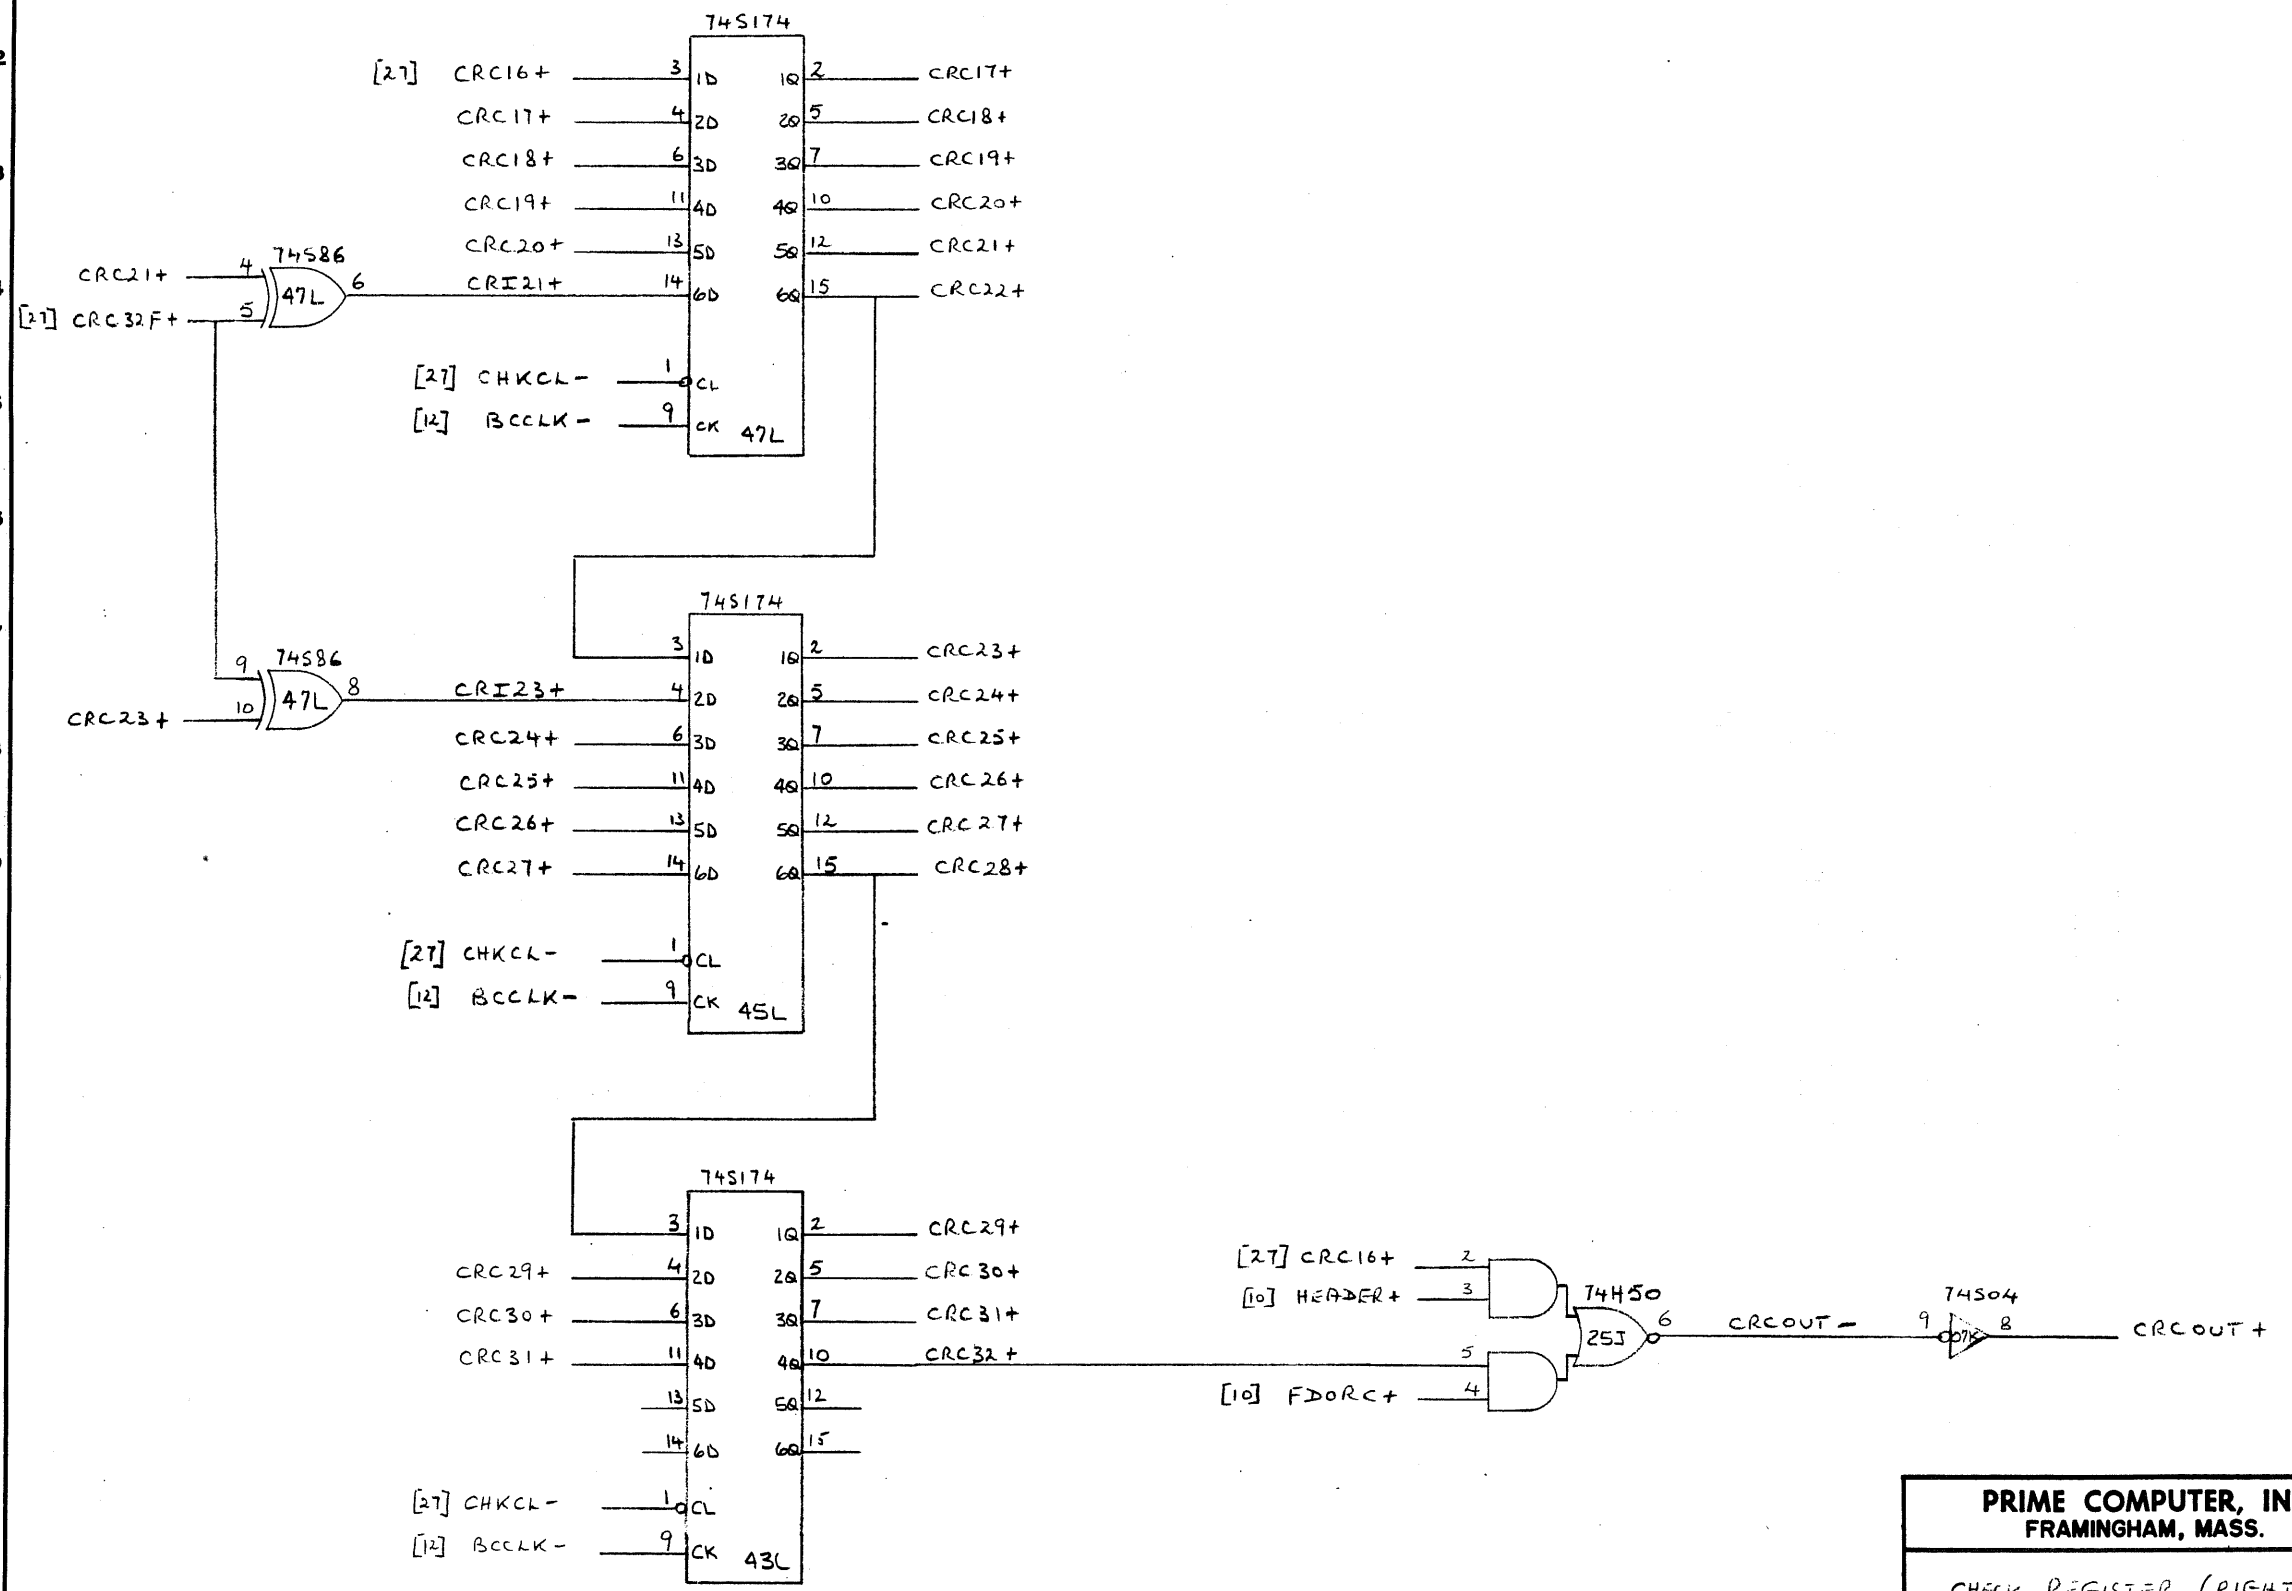 74S174
[27] CRC16+ 3 1D 1Q 2 CRC17+
CRC17+ 4 2D 2Q 5 CRC18+
CRC18+ 6 3D 3Q 7 CRC19+
CRC19+ 11 4D 4Q 10 CRC20+
CRC20+ 13 5D 5Q 12 CRC21+
CRI21+ 14 6D 6Q 15 CRC22+
74S86
CRC21+ 4 47L 6
[27] CRC32F+ 5
[27] CHKCL- 1 CL
[12] BCCLK- 9 CK 47L
74S174
3 1D 1Q 2 CRC23+
74S86
9 47L 8 CRI23+ 4 2D 2Q 5 CRC24+
CRC23+ 10
CRC24+ 6 3D 3Q 7 CRC25+
CRC25+ 11 4D 4Q 10 CRC26+
CRC26+ 13 5D 5Q 12 CRC27+
CRC27+ 14 6D 6Q 15 CRC28+
[27] CHKCL- 1 CL
[12] BCCLK- 9 CK 45L
74S174
3 1D 1Q 2 CRC29+
CRC29+ 4 2D 2Q 5 CRC30+
CRC30+ 6 3D 3Q 7 CRC31+
CRC31+ 11 4D 4Q 10 CRC32+
13 5D 5Q 12
14 6D 6Q 15
[27] CHKCL- 1 CL
[12] BCCLK- 9 CK 43L
[27] CRC16+ 2
[10] HEADER+ 3
74H50
25J 6 CRCOUT-
5
[10] FDORC+ 4
74S04
9 07K 8 CRCOUT+
PRIME COMPUTER, IN
FRAMINGHAM, MASS.
CHECK REGISTER (RIGHT